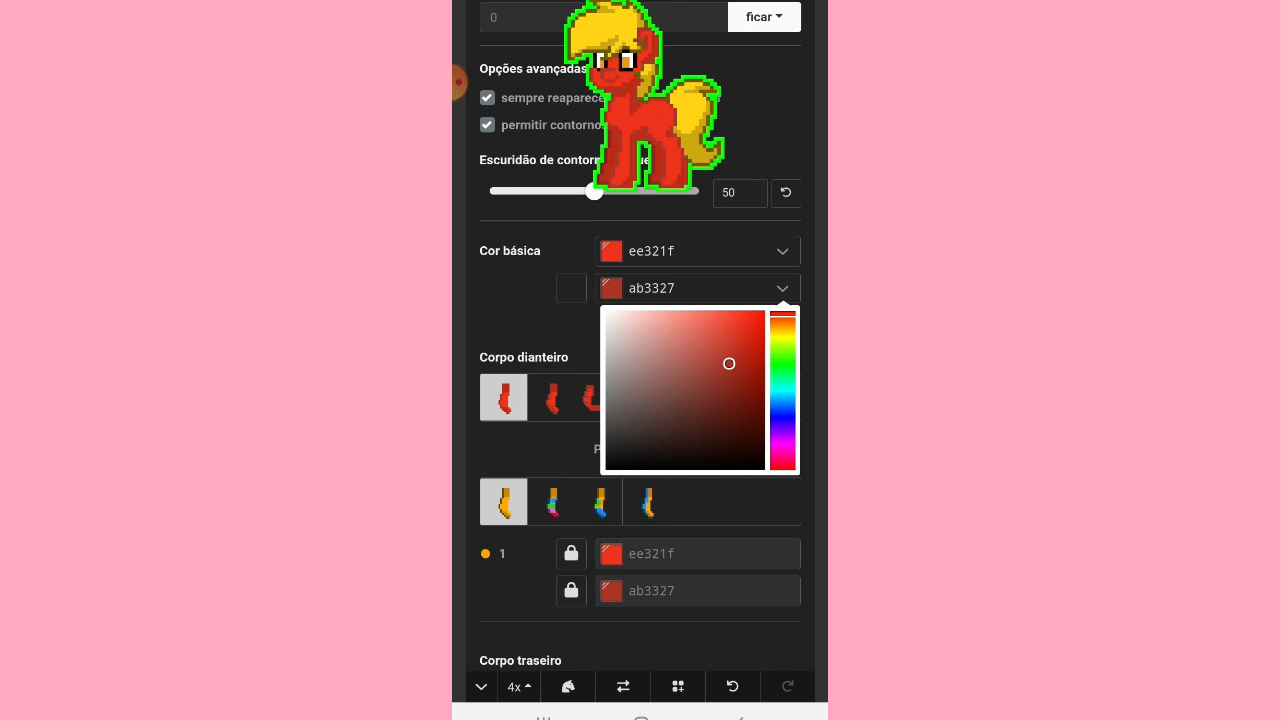 0
ficar
Opções avançadas
sempre reaparece
permitir contorno
Escuridão de contorn
50
Cor básica
ee321f
ab3327
Corpo dianteiro
1
ee321f
ab3327
Corpo traseiro
4x